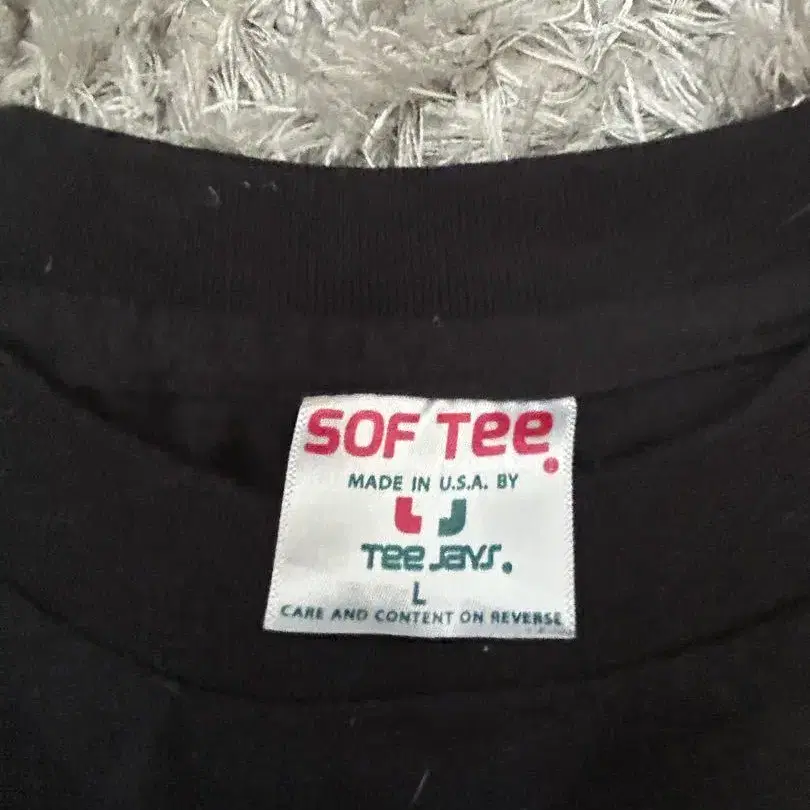 SOF Tee®
MADE IN U.S.A. BY
Tee Jays®
L
CARE AND CONTENT ON REVERSE